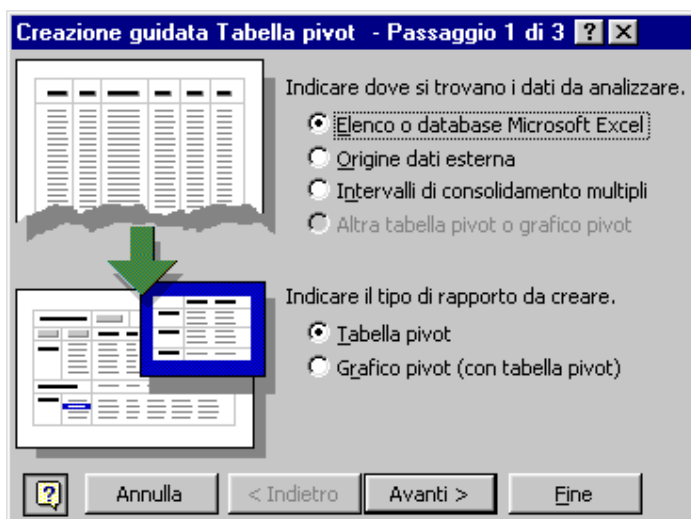 Creazione guidata Tabella pivot - Passaggio 1 di 3 ?
Indicare dove si trovano i dati da analizzare.
Elenco o database Microsoft Excel
Origine dati esterna
Intervalli di consolidamento multipli
Altra tabella pivot o grafico pivot
Indicare il tipo di rapporto da creare.
Tabella pivot
Grafico pivot (con tabella pivot)
? Annulla < Indietro Avanti > Fine